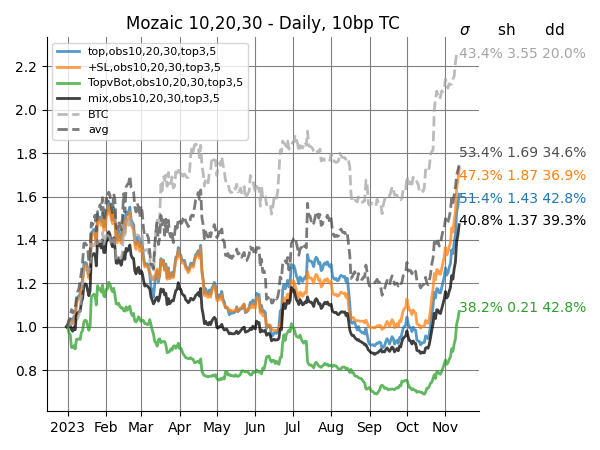 Mozaic 10,20,30 - Daily, 10bp TC
σ sh dd
top,obs10,20,30,top3,5
+SL,obs10,20,30,top3,5
TopvBot,obs10,20,30,top3,5
mix,obs10,20,30,top3,5
BTC
avg
43.4% 3.55 20.0%
53.4% 1.69 34.6%
47.3% 1.87 36.9%
51.4% 1.43 42.8%
40.8% 1.37 39.3%
38.2% 0.21 42.8%
2.2
2.0
1.8
1.6
1.4
1.2
1.0
0.8
2023 Feb Mar Apr May Jun Jul Aug Sep Oct Nov